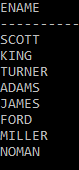 ENAME
----------
SCOTT
KING
TURNER
ADAMS
JAMES
FORD
MILLER
NOMAN